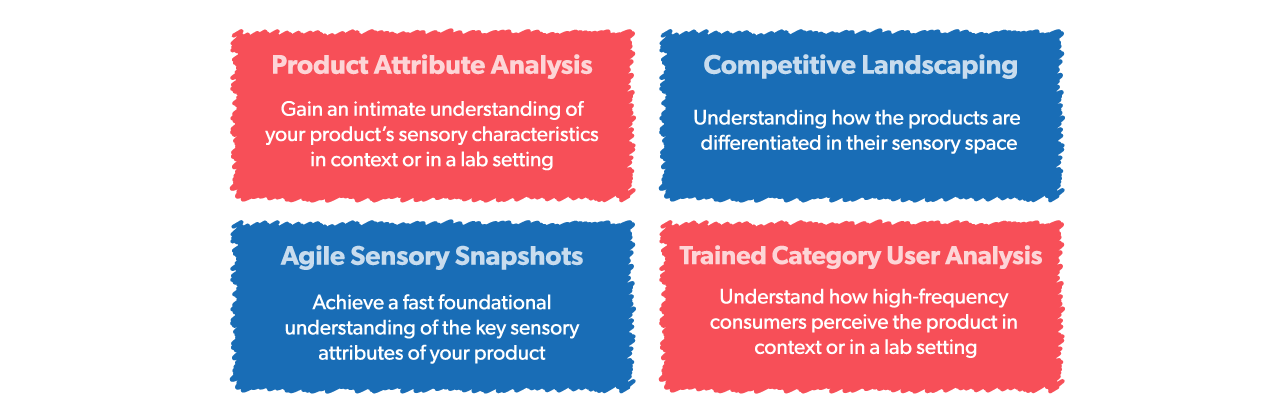 Product Attribute Analysis
Gain an intimate understanding of
your product’s sensory characteristics
in context or in a lab setting
Competitive Landscaping
Understanding how the products are
differentiated in their sensory space
Agile Sensory Snapshots
Achieve a fast foundational
understanding of the key sensory
attributes of your product
Trained Category User Analysis
Understand how high-frequency
consumers perceive the product in
context or in a lab setting